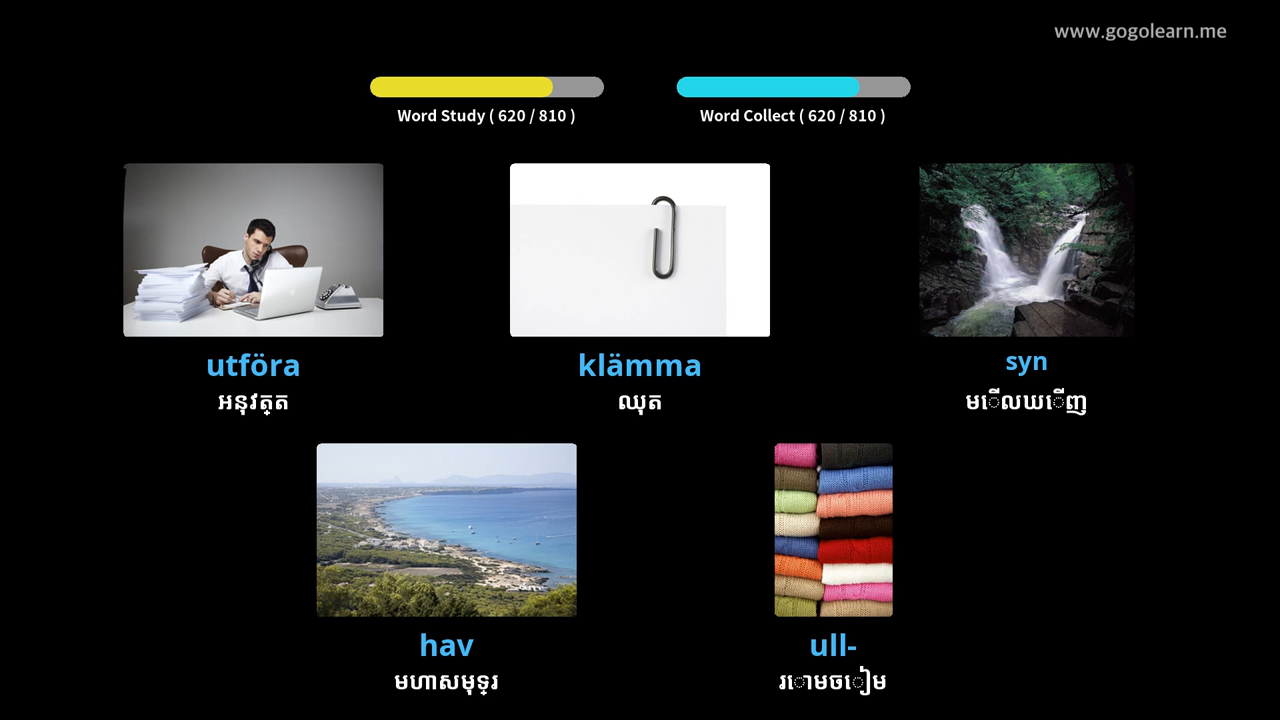 www.gogolearn.me
Word Study ( 620 / 810 )
Word Collect ( 620 / 810 )
utföra
អនុវត្ត
klämma
ឈុត
syn
មើលឃើញ
hav
មហាសមុទ្រ
ull-
រោមចៀម